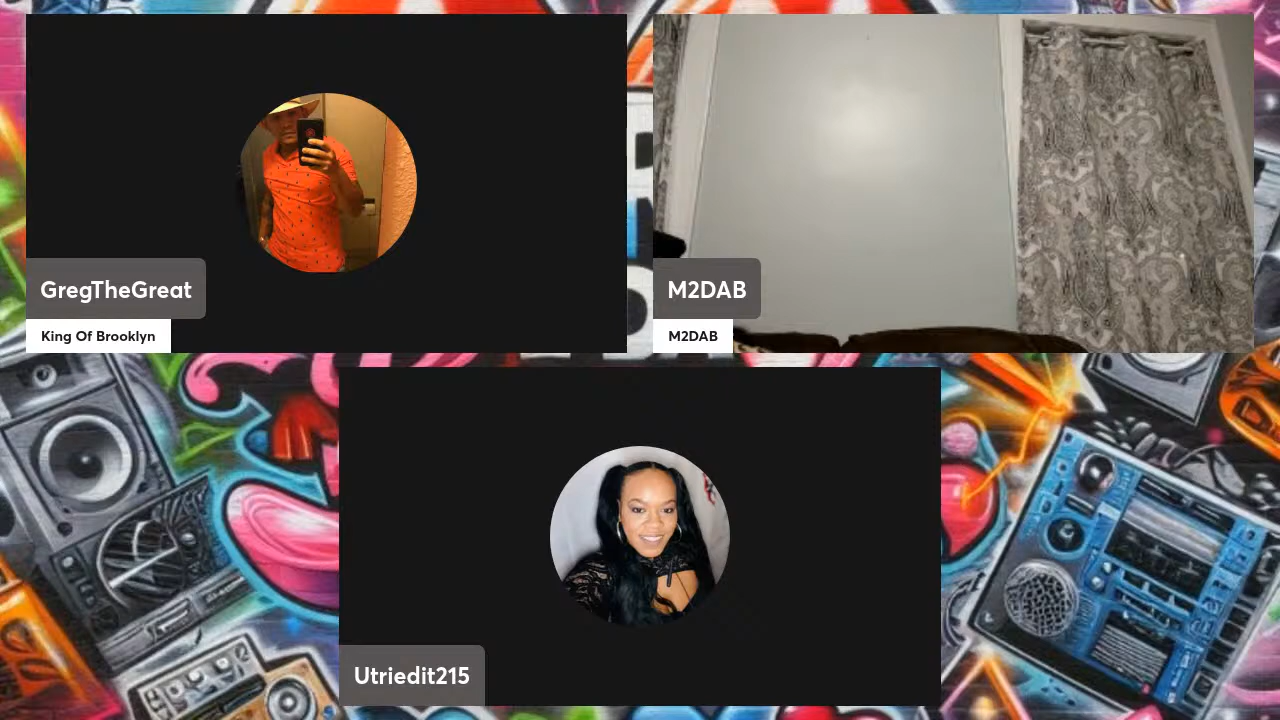 GregTheGreat
King Of Brooklyn
M2DAB
M2DAB
Utriedit215